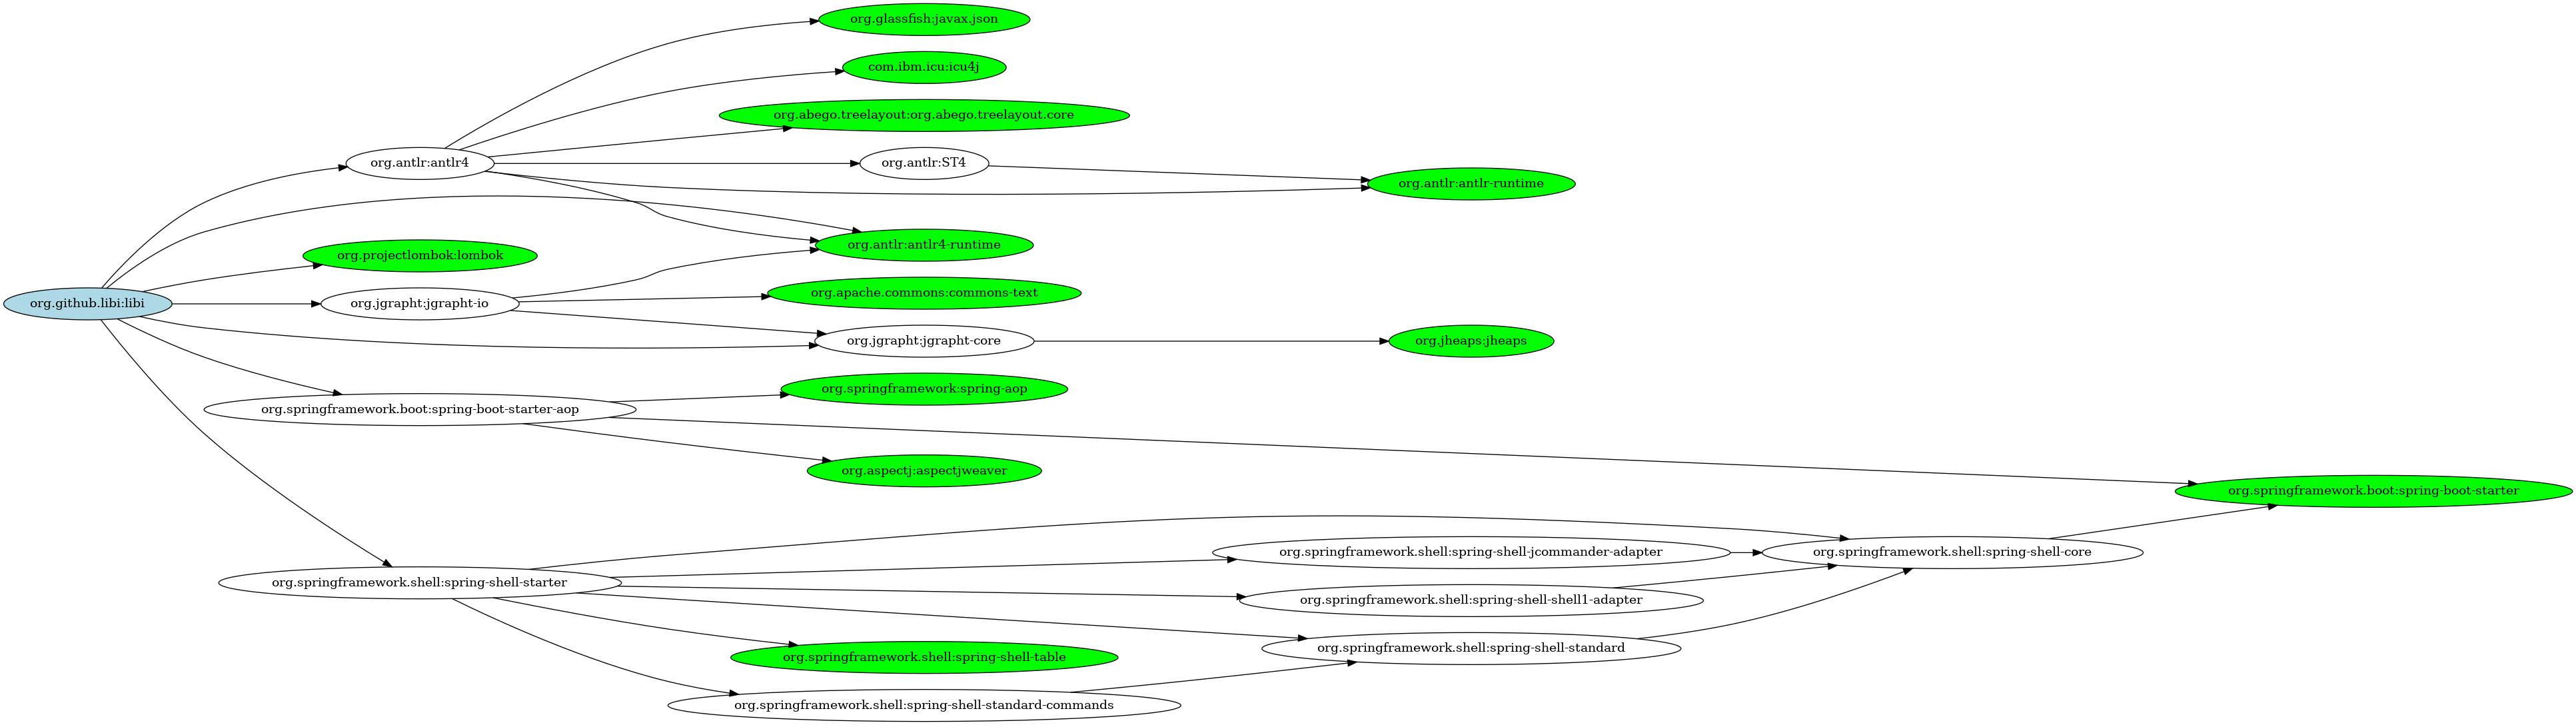 org.glassfish:javax.json
com.ibm.icu:icu4j
org.abego.treelayout:org.abego.treelayout.core
org.antlr:antlr4
org.antlr:ST4
org.antlr:antlr-runtime
org.antlr:antlr4-runtime
org.projectlombok:lombok
org.apache.commons:commons-text
org.github.libi:libi
org.jgrapht:jgrapht-io
org.jgrapht:jgrapht-core
org.jheaps:jheaps
org.springframework:spring-aop
org.springframework.boot:spring-boot-starter-aop
org.aspectj:aspectjweaver
org.springframework.boot:spring-boot-starter
org.springframework.shell:spring-shell-jcommander-adapter
org.springframework.shell:spring-shell-core
org.springframework.shell:spring-shell-starter
org.springframework.shell:spring-shell-shell1-adapter
org.springframework.shell:spring-shell-standard
org.springframework.shell:spring-shell-table
org.springframework.shell:spring-shell-standard-commands